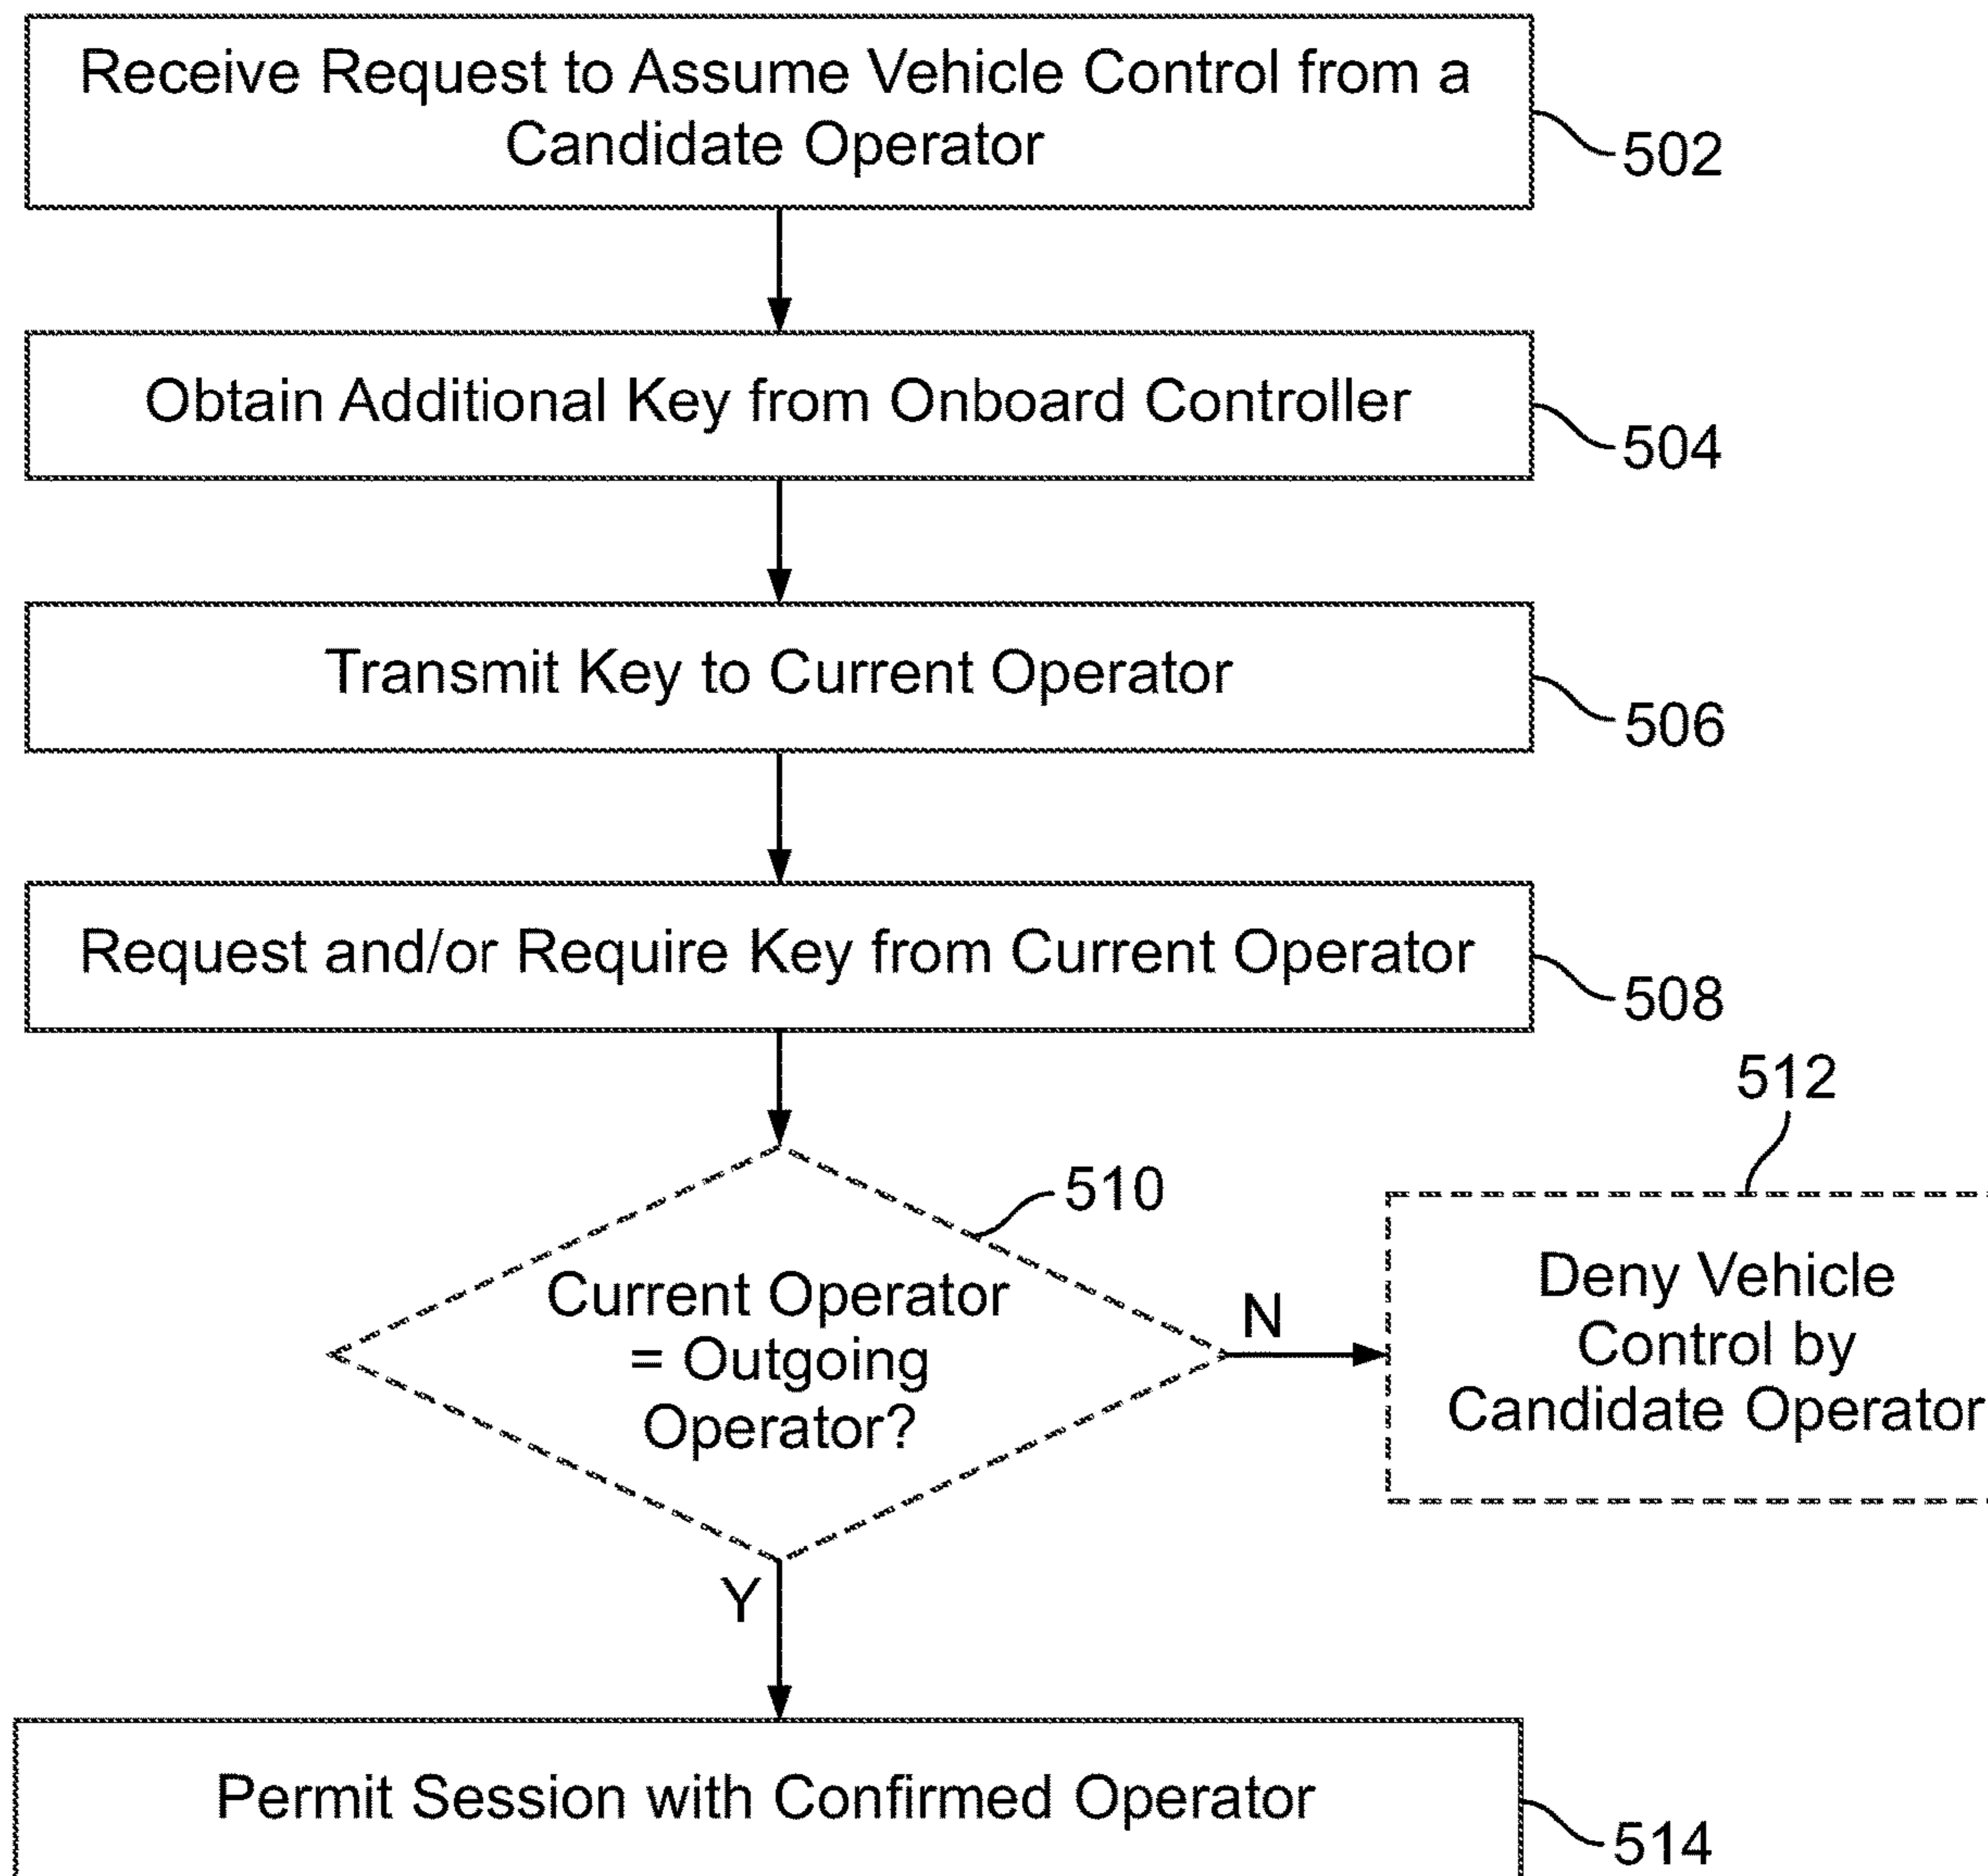 Receive Request to Assume Vehicle Control from a
Candidate Operator
502
Obtain Additional Key from Onboard Controller
504
Transmit Key to Current Operator
506
Request and/or Require Key from Current Operator
508
512
510
Current Operator
= Outgoing
Operator?
N
Deny Vehicle
Control by
Candidate Operator
Y
Permit Session with Confirmed Operator
514